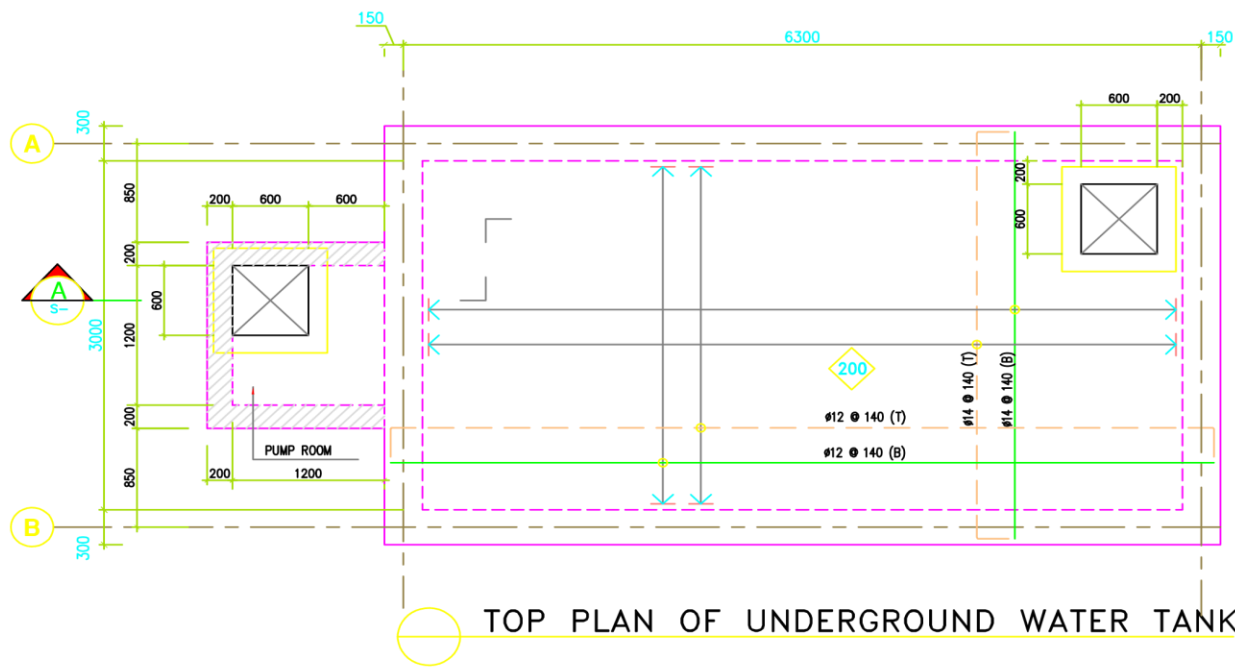 150
6300
150
300
600
200
A
850
200
600
600
200
600
200
600
A
S-
3000
1200
200
ø14 @ 140 (T)
ø14 @ 140 (B)
ø12 @ 140 (T)
200
PUMP ROOM
ø12 @ 140 (B)
200
1200
850
B
300
TOP PLAN OF UNDERGROUND WATER TANK